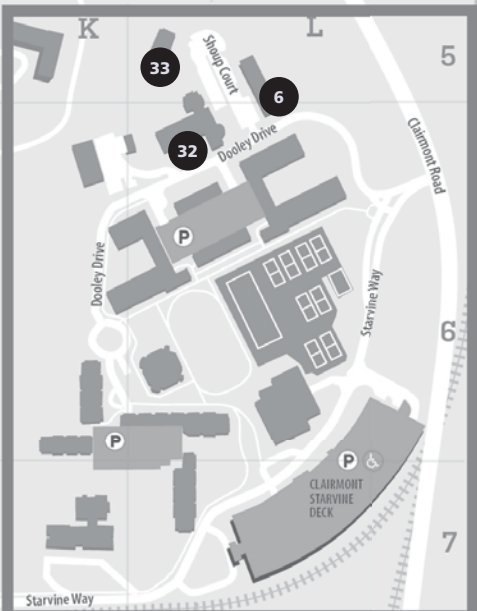 K
L
5
Shoup Court
33
6
32
Dooley Drive
Clairmont Road
P
Dooley Drive
Starvine Way
6
P
P
CLAIRMONT
STARVINE
DECK
7
Starvine Way